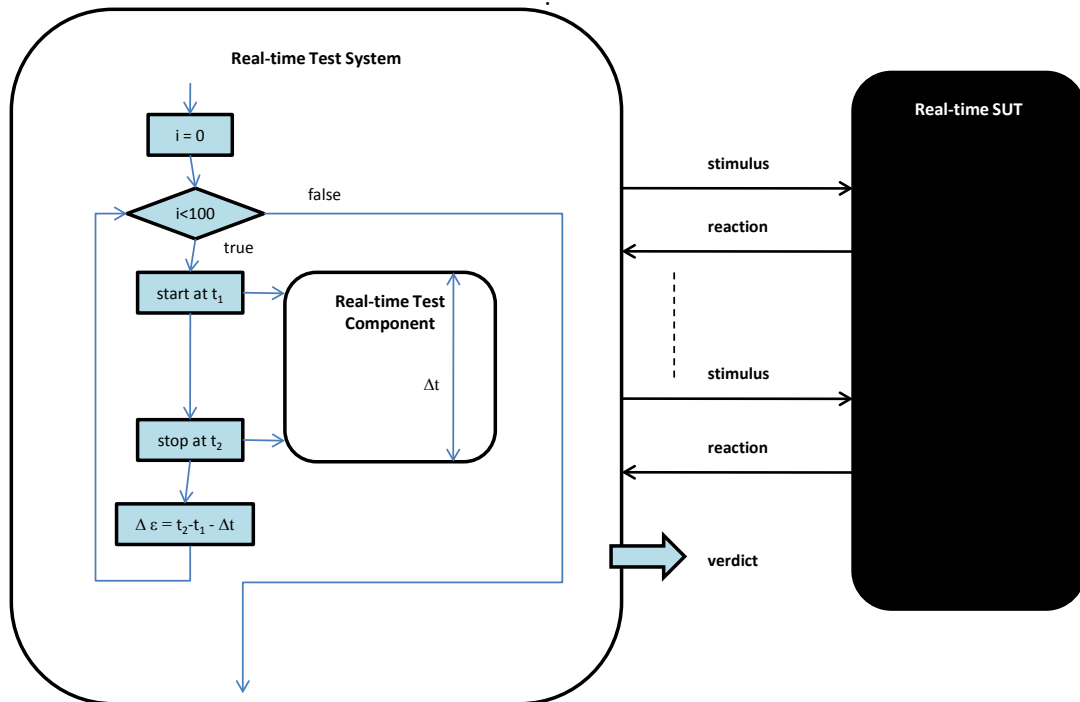 Real-time Test System
i = 0
i<100
false
true
start at t₁
Real-time Test
Component
Δt
stop at t₂
Δ ε = t₂-t₁ - Δt
stimulus
reaction
stimulus
reaction
verdict
Real-time SUT